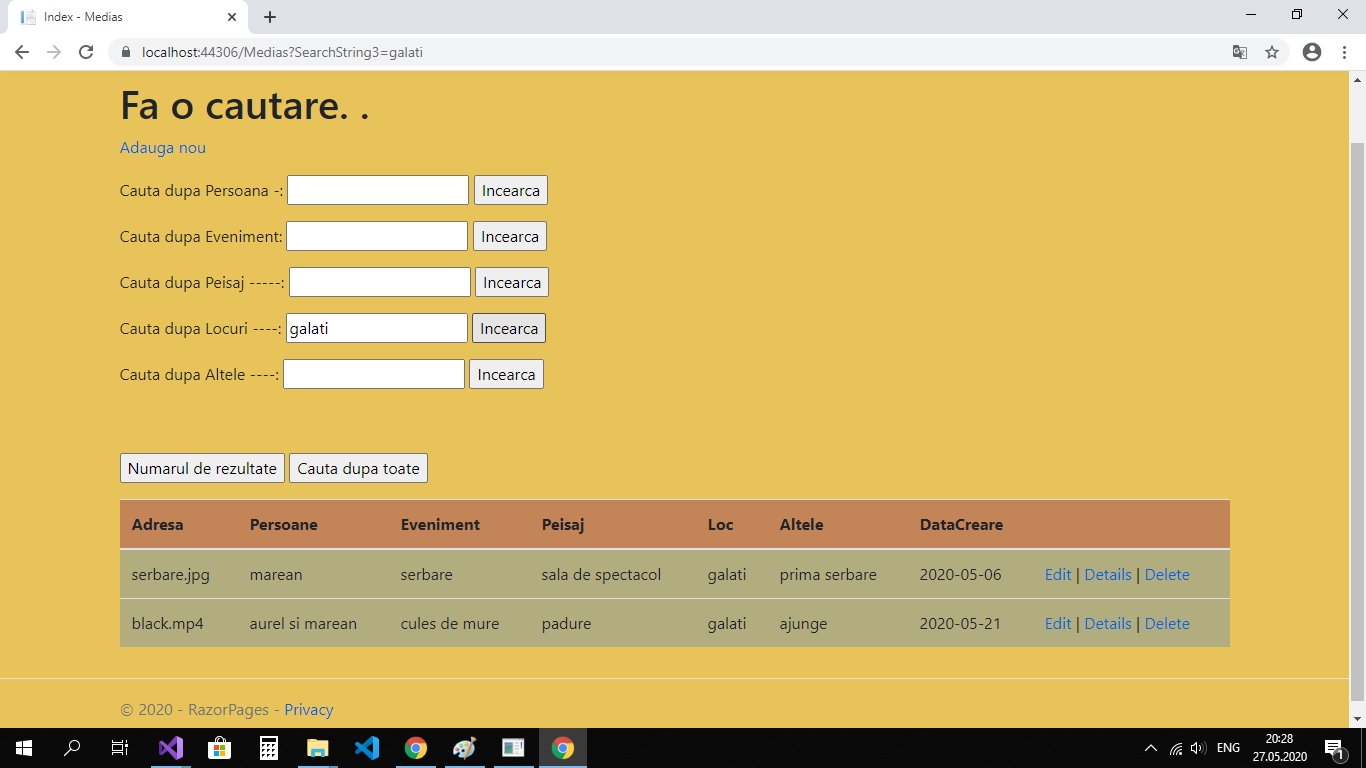 Index - Medias
localhost:44306/Medias?SearchString3=galati
Fa o cautare. .
Adauga nou
Cauta dupa Persoana -: Incearca
Cauta dupa Eveniment: Incearca
Cauta dupa Peisaj -----: Incearca
Cauta dupa Locuri ----: galati Incearca
Cauta dupa Altele ----: Incearca
Numarul de rezultate Cauta dupa toate
Adresa Persoane Eveniment Peisaj Loc Altele DataCreare
serbare.jpg marean serbare sala de spectacol galati prima serbare 2020-05-06 Edit | Details | Delete
black.mp4 aurel si marean cules de mure padure galati ajunge 2020-05-21 Edit | Details | Delete
© 2020 - RazorPages - Privacy
ENG
20:28
27.05.2020
1